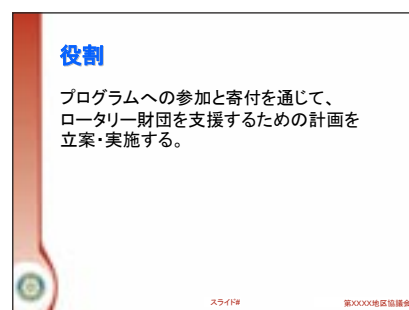 役割
プログラムへの参加と寄付を通じて、
ロータリー財団を支援するための計画を
立案・実施する。
スライド#
第XXXX地区協議会